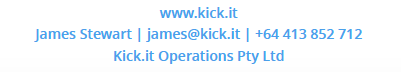 www.kick.it
James Stewart | james@kick.it | +64 413 852 712
Kick.it Operations Pty Ltd